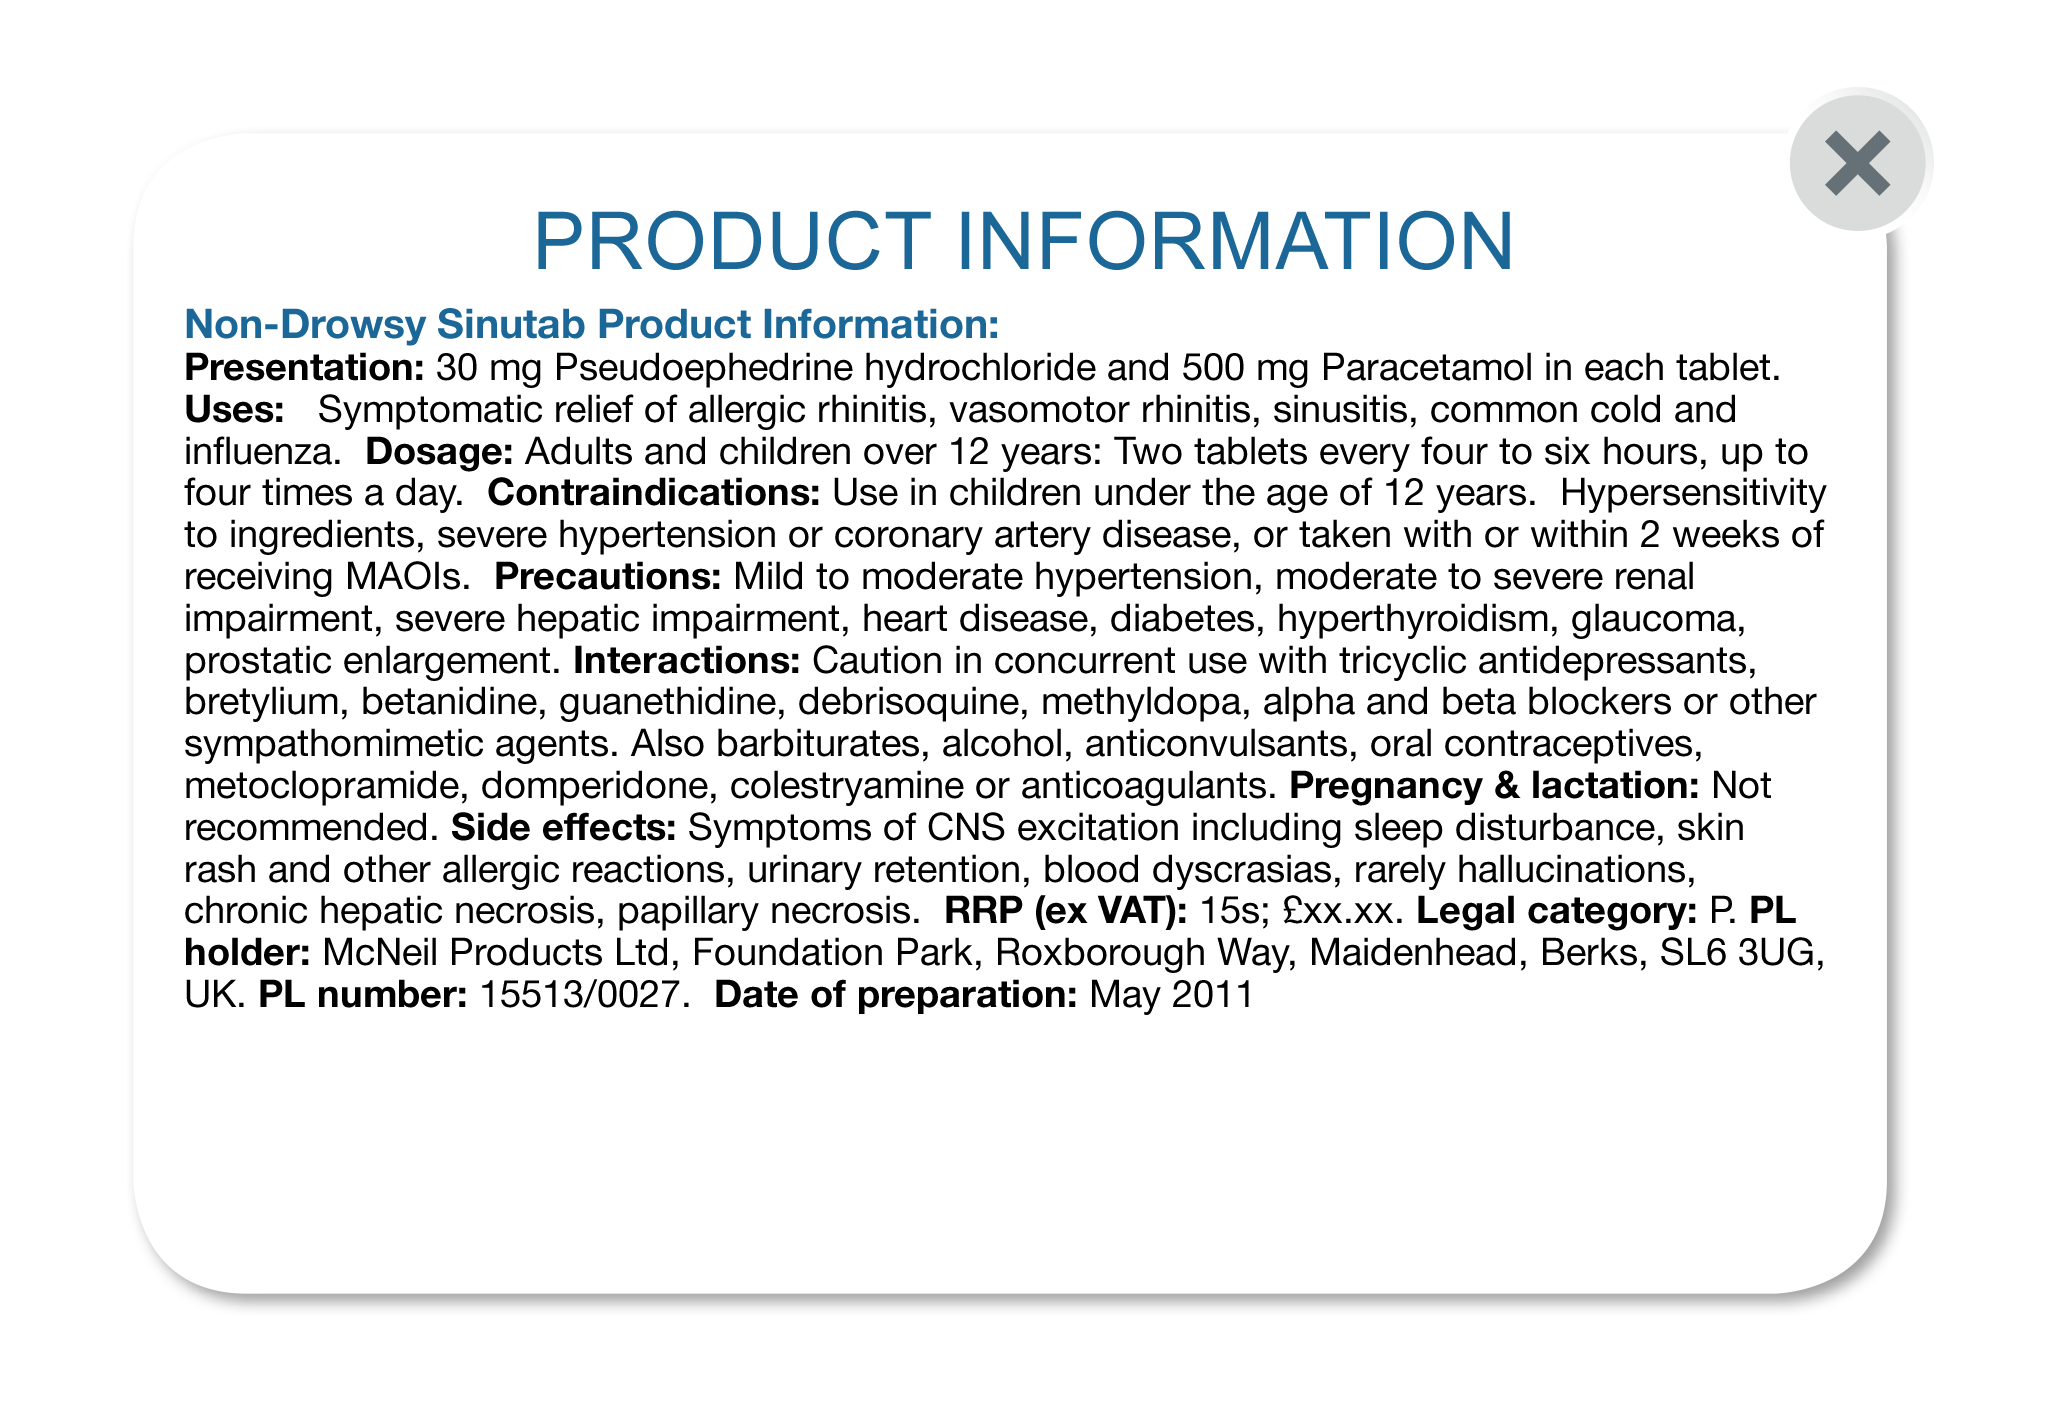 PRODUCT INFORMATION
Non-Drowsy Sinutab Product Information:
Presentation: 30 mg Pseudoephedrine hydrochloride and 500 mg Paracetamol in each tablet.
Uses:   Symptomatic relief of allergic rhinitis, vasomotor rhinitis, sinusitis, common cold and
influenza.  Dosage: Adults and children over 12 years: Two tablets every four to six hours, up to
four times a day.  Contraindications: Use in children under the age of 12 years.  Hypersensitivity
to ingredients, severe hypertension or coronary artery disease, or taken with or within 2 weeks of
receiving MAOIs.  Precautions: Mild to moderate hypertension, moderate to severe renal
impairment, severe hepatic impairment, heart disease, diabetes, hyperthyroidism, glaucoma,
prostatic enlargement. Interactions: Caution in concurrent use with tricyclic antidepressants,
bretylium, betanidine, guanethidine, debrisoquine, methyldopa, alpha and beta blockers or other
sympathomimetic agents. Also barbiturates, alcohol, anticonvulsants, oral contraceptives,
metoclopramide, domperidone, colestryamine or anticoagulants. Pregnancy & lactation: Not
recommended. Side effects: Symptoms of CNS excitation including sleep disturbance, skin
rash and other allergic reactions, urinary retention, blood dyscrasias, rarely hallucinations,
chronic hepatic necrosis, papillary necrosis.  RRP (ex VAT): 15s; £xx.xx. Legal category: P. PL
holder: McNeil Products Ltd, Foundation Park, Roxborough Way, Maidenhead, Berks, SL6 3UG,
UK. PL number: 15513/0027.  Date of preparation: May 2011